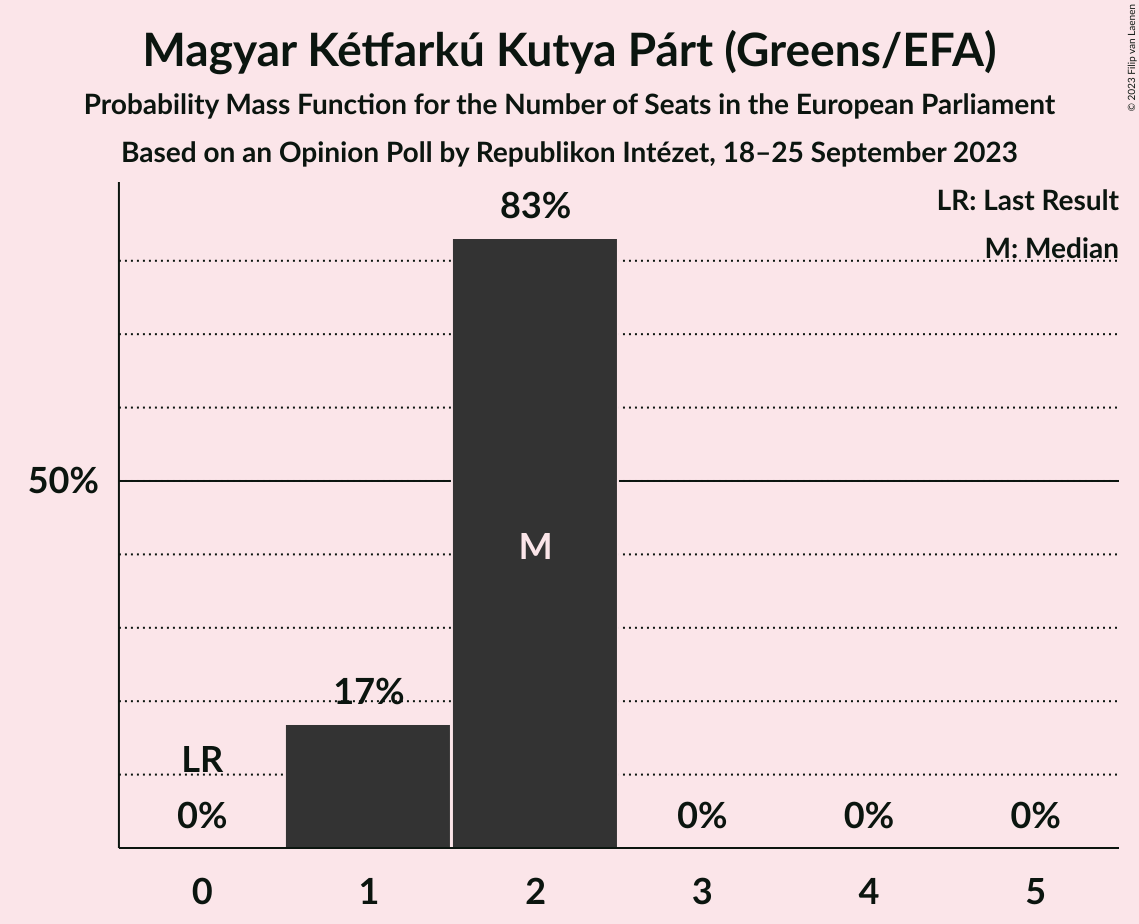 Magyar Kétfarkú Kutya Párt (Greens/EFA)
Probability Mass Function for the Number of Seats in the European Parliament
Based on an Opinion Poll by Republikon Intézet, 18–25 September 2023
© 2023 Filip van Laenen
LR: Last Result
M: Median
83%
50%
M
17%
LR
0%
0%
0%
0%
0
1
2
3
4
5